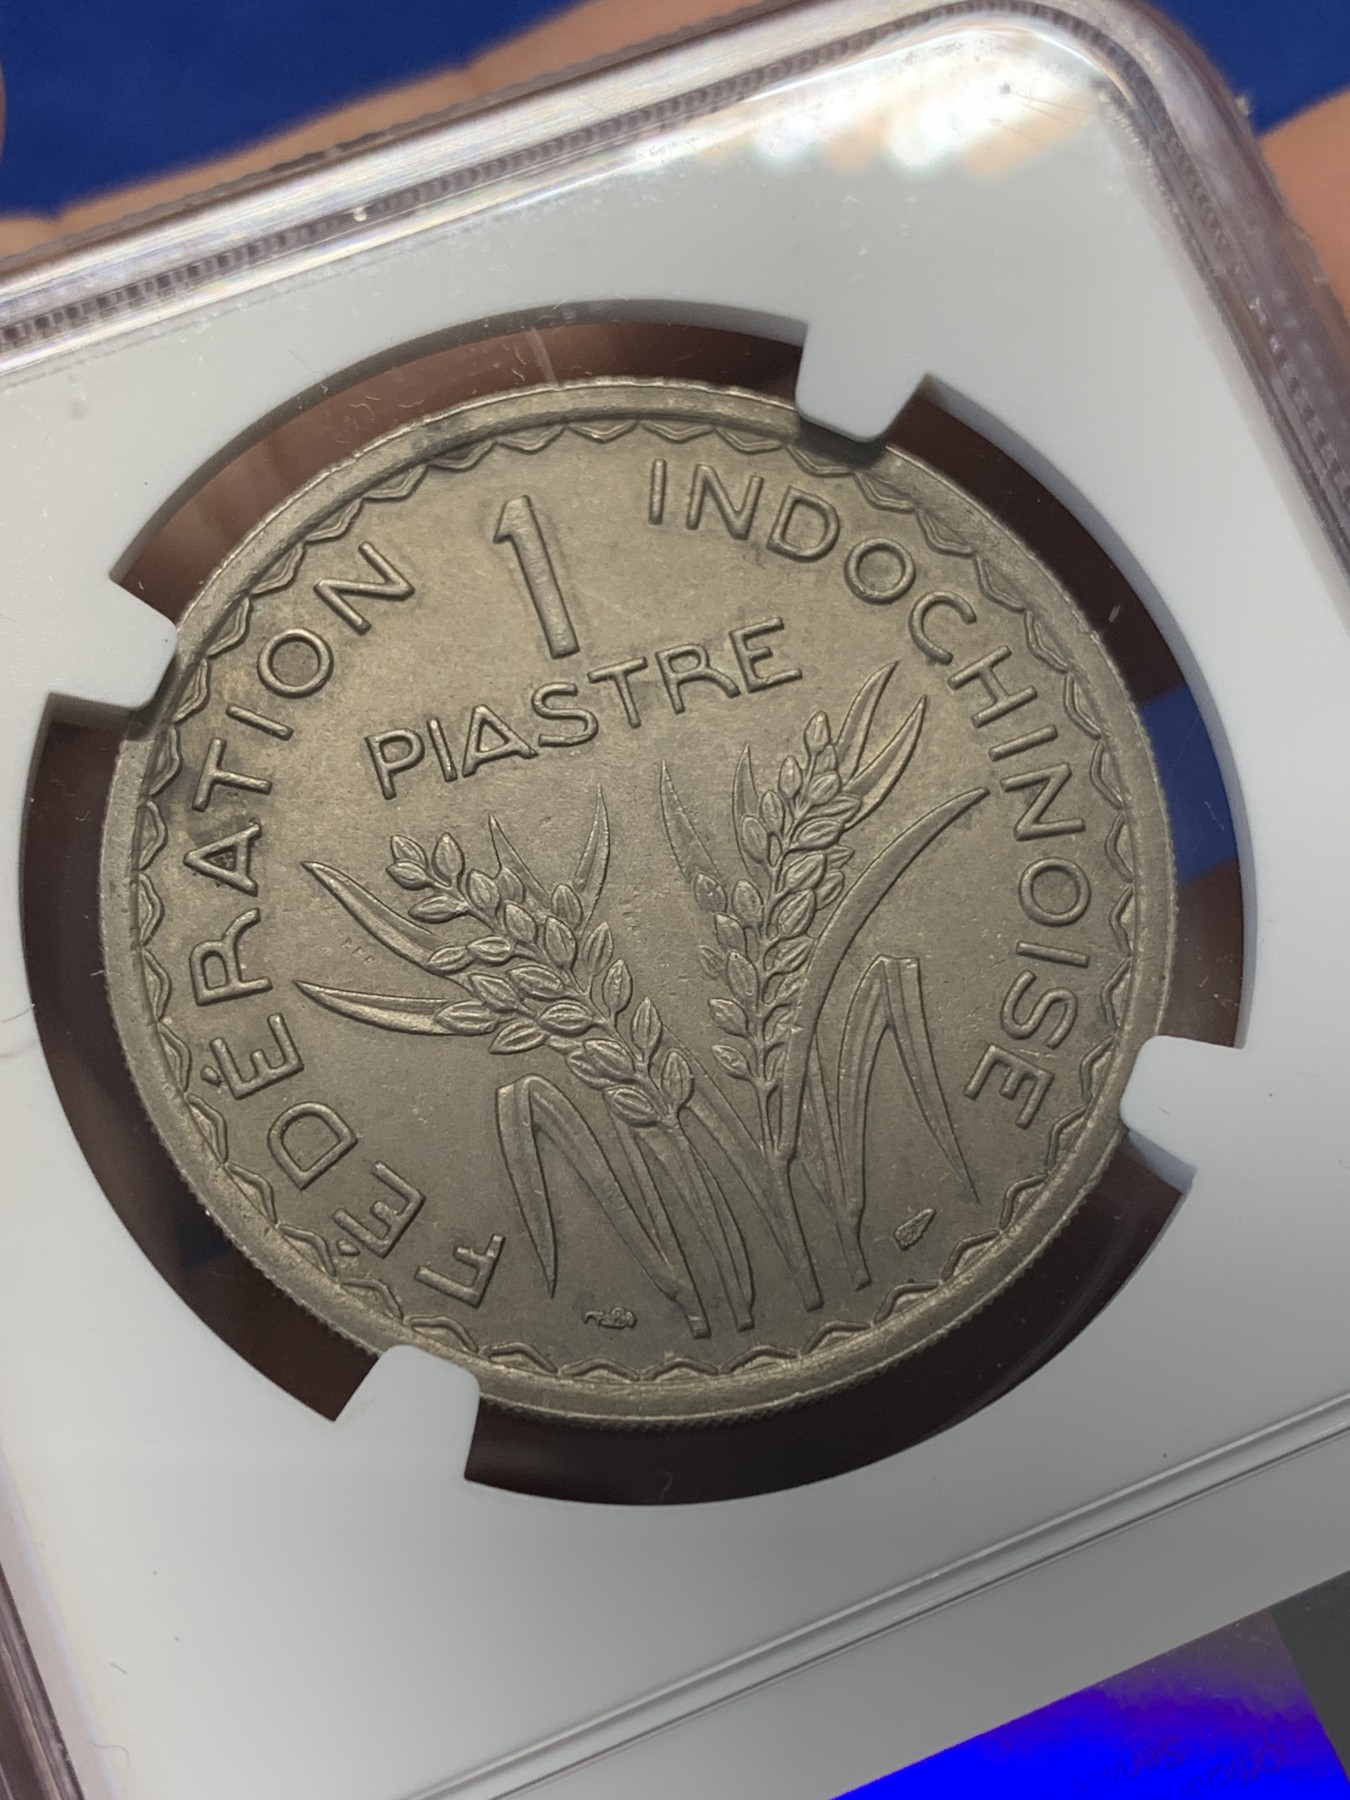 FÉDÉRATION INDOCHINOISE
1
PIASTRE